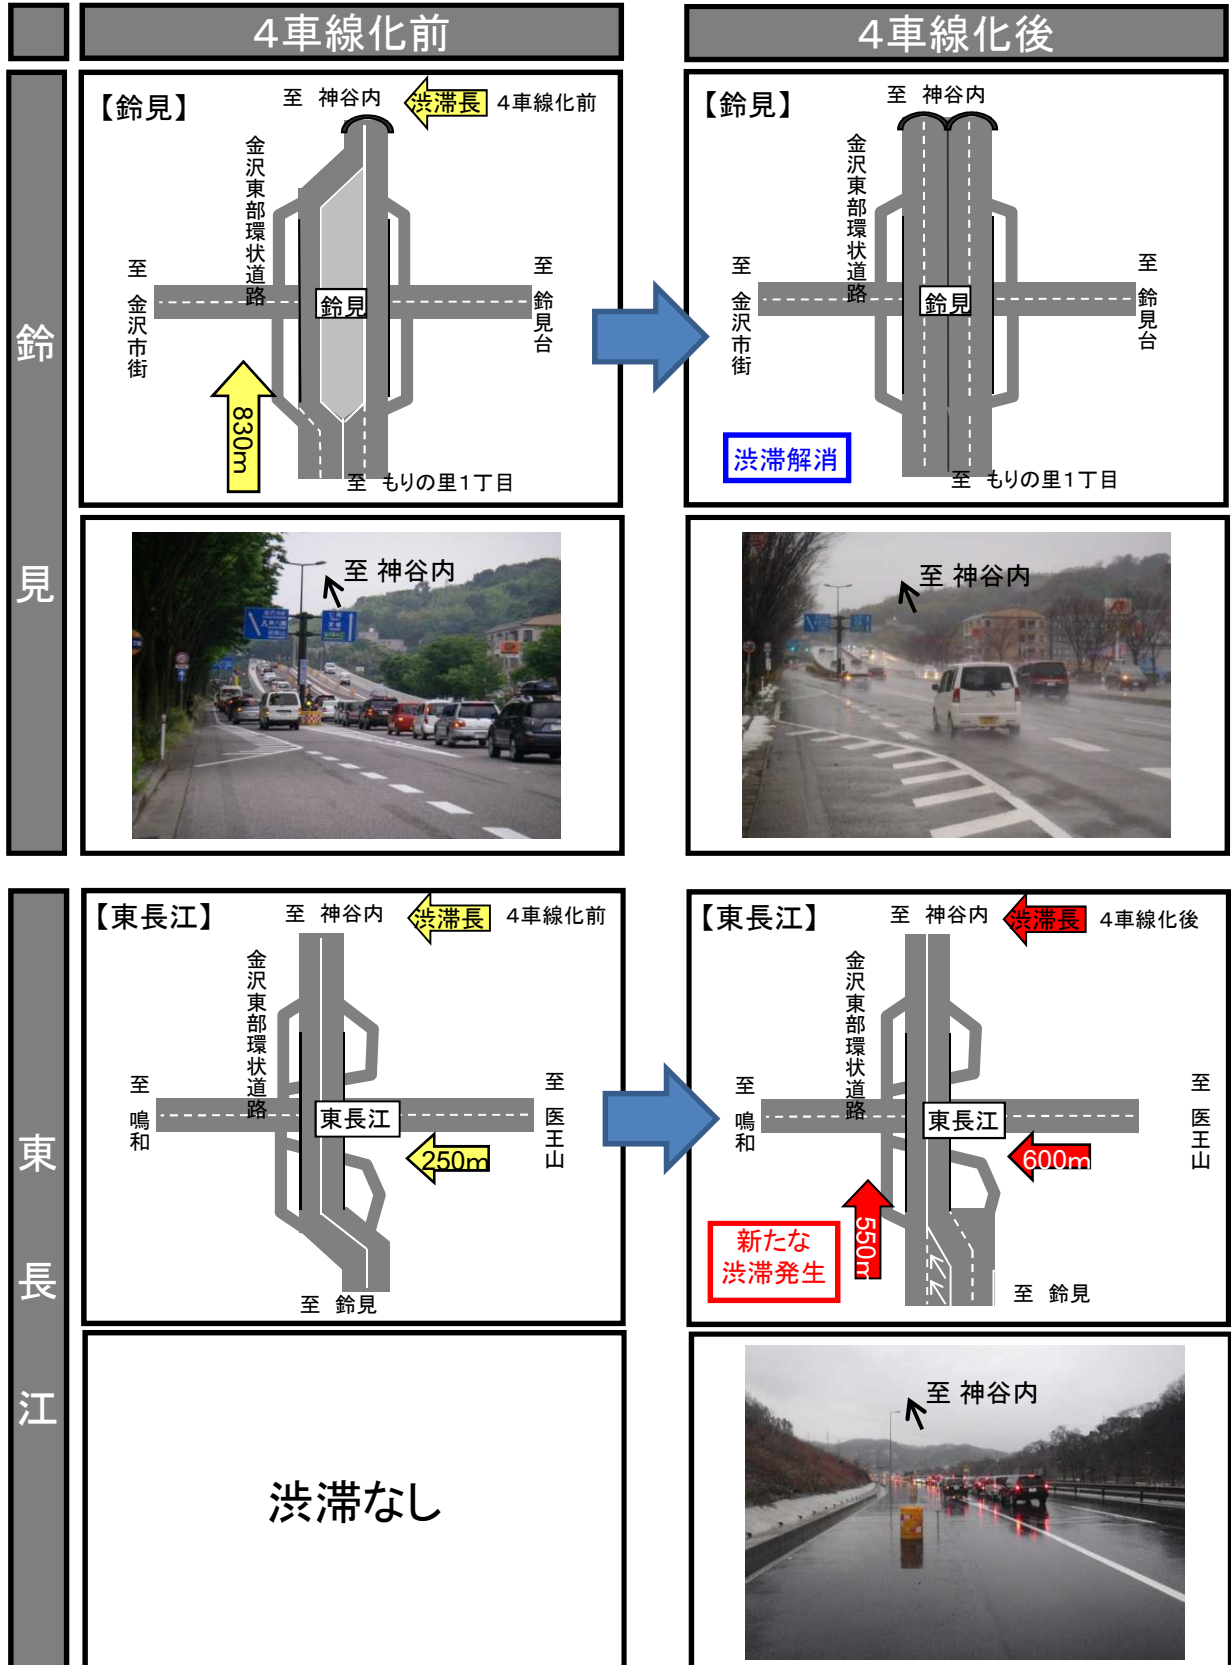 4車線化前
4車線化後
鈴見
【鈴見】
至 神谷内
渋滞長
4車線化前
金沢東部環状道路
至 金沢市街
至 鈴見台
鈴見
830m
至 もりの里1丁目
【鈴見】
至 神谷内
金沢東部環状道路
至 金沢市街
至 鈴見台
鈴見
渋滞解消
至 もりの里1丁目
至 神谷内
至 神谷内
東長江
【東長江】
至 神谷内
渋滞長
4車線化前
金沢東部環状道路
至 鳴和
至 医王山
東長江
250m
至 鈴見
【東長江】
至 神谷内
渋滞長
4車線化後
金沢東部環状道路
至 鳴和
至 医王山
東長江
600m
550m
新たな
渋滞発生
至 鈴見
渋滞なし
至 神谷内